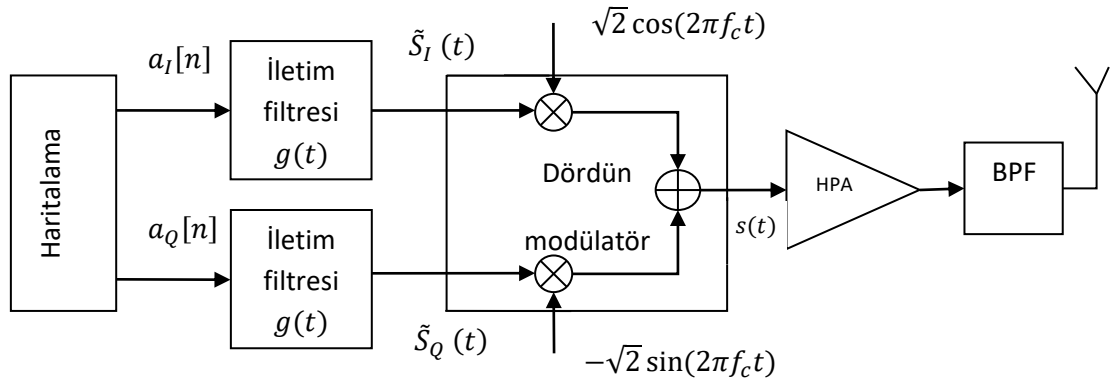 √2 cos(2πf_c t)
S̃_I (t)
a_I[n]
İletim
filtresi
g(t)
Haritalama
Dördün
modülatör
HPA
BPF
s(t)
a_Q[n]
İletim
filtresi
g(t)
S̃_Q (t)
−√2 sin(2πf_c t)